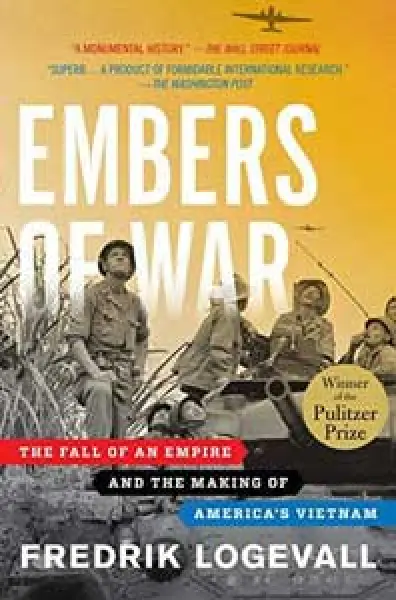 "A MONUMENTAL HISTORY." — THE WALL STREET JOURNAL
"SUPERB . . . A PRODUCT OF FORMIDABLE INTERNATIONAL RESEARCH."
—THE WASHINGTON POST
EMBERS
OF WAR
Winner
of the
Pulitzer
Prize
THE FALL OF AN EMPIRE
AND THE MAKING OF
AMERICA'S VIETNAM
FREDRIK LOGEVALL